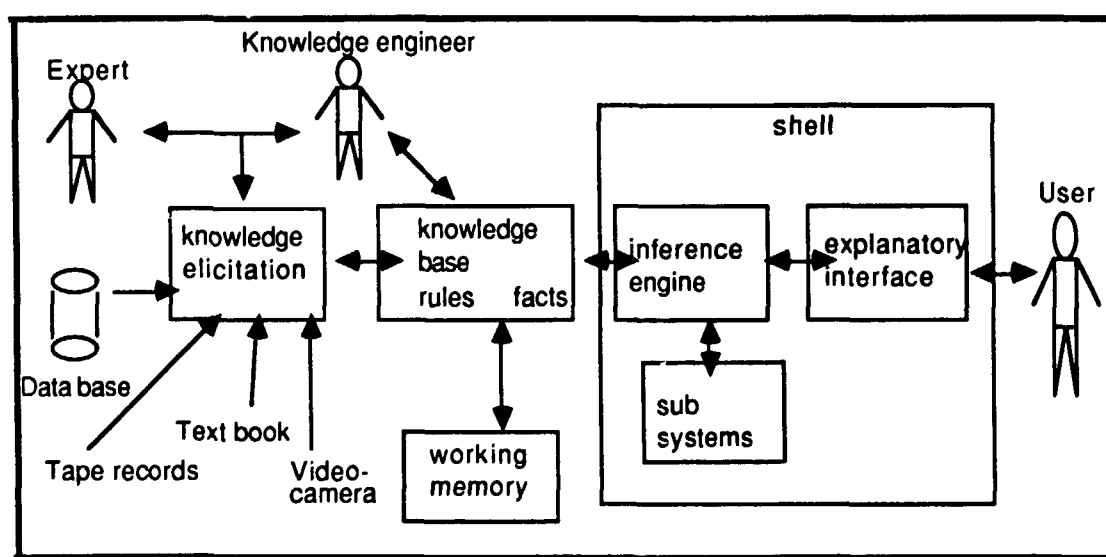 Knowledge engineer
Expert
shell
User
knowledge
elicitation
knowledge
base
rules facts
inference
engine
explanatory
interface
Data base
Text book
Tape records
Video-
camera
working
memory
sub
systems